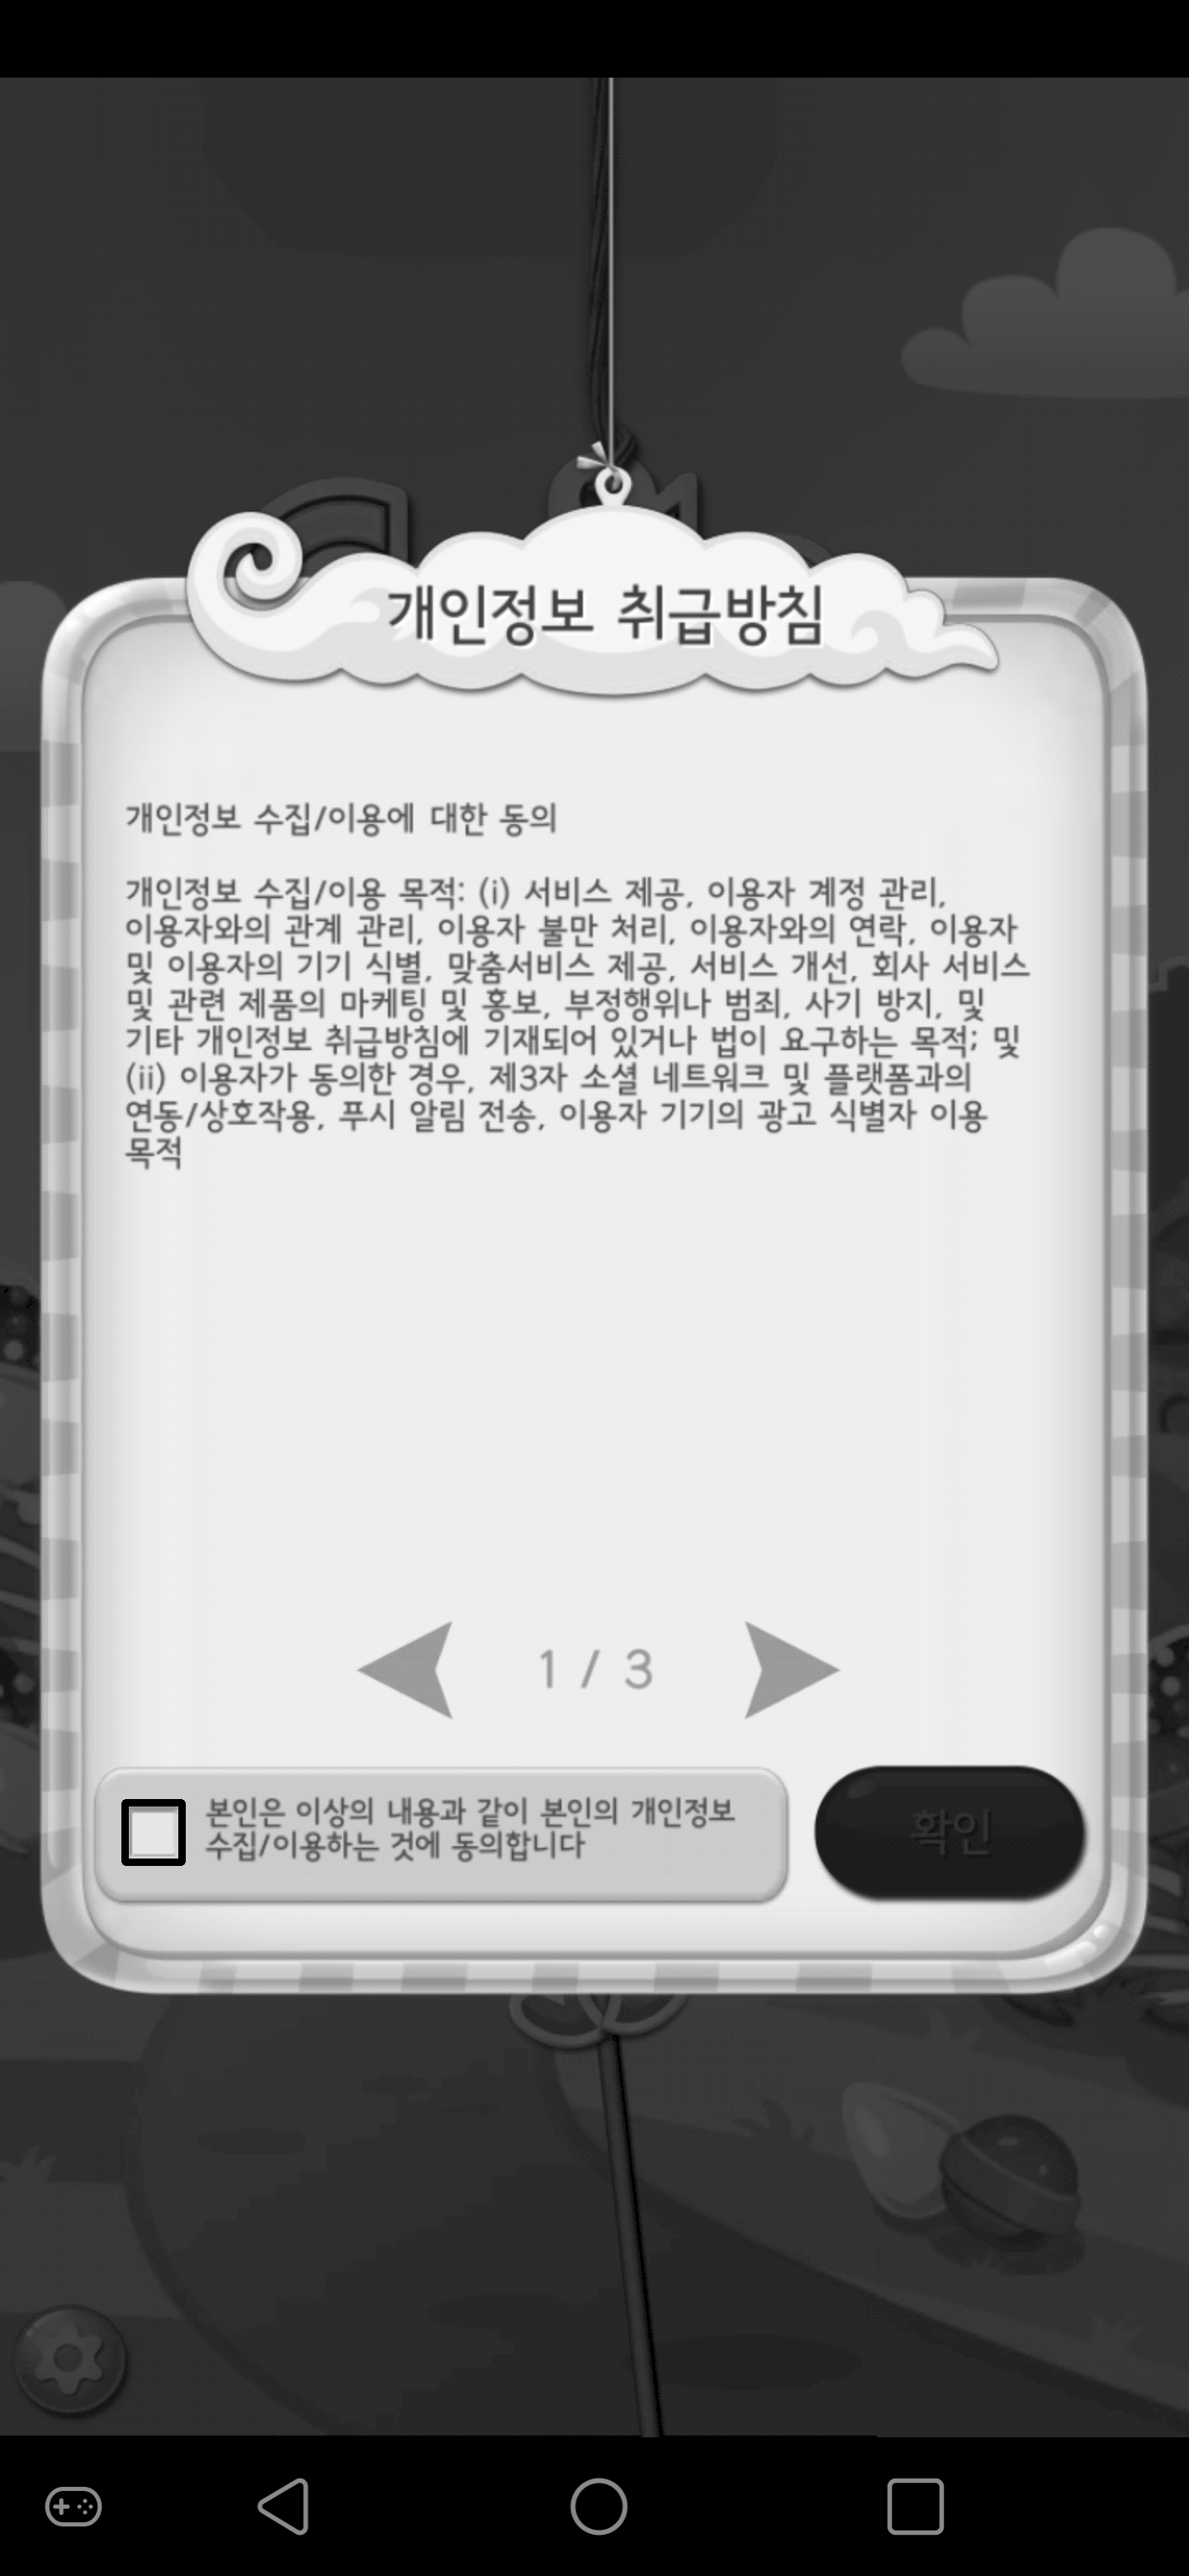 개인정보 취급방침
개인정보 수집/이용에 대한 동의
개인정보 수집/이용 목적: (i) 서비스 제공, 이용자 계정 관리,
이용자와의 관계 관리, 이용자 불만 처리, 이용자와의 연락, 이용자
및 이용자의 기기 식별, 맞춤서비스 제공, 서비스 개선, 회사 서비스
및 관련 제품의 마케팅 및 홍보, 부정행위나 범죄, 사기 방지, 및
기타 개인정보 취급방침에 기재되어 있거나 법이 요구하는 목적; 및
(ii) 이용자가 동의한 경우, 제3자 소셜 네트워크 및 플랫폼과의
연동/상호작용, 푸시 알림 전송, 이용자 기기의 광고 식별자 이용
목적
1 / 3
본인은 이상의 내용과 같이 본인의 개인정보
수집/이용하는 것에 동의합니다
확인